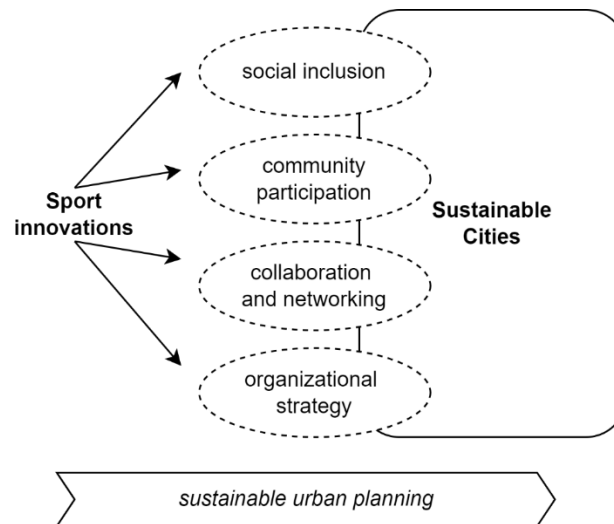 social inclusion
community
participation
Sport
innovations
Sustainable
Cities
collaboration
and networking
organizational
strategy
sustainable urban planning